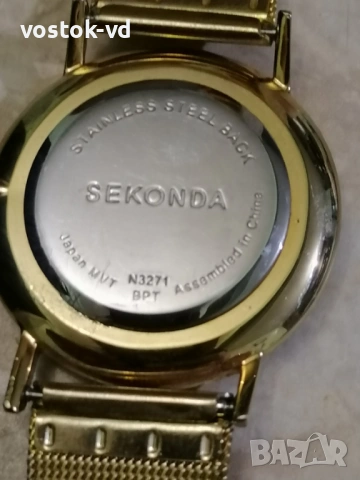 vostok-vd
STAINLESS STEEL BACK
SEKONDA
Japan MVT N3271 Assembled in China
BPT
BAZAR